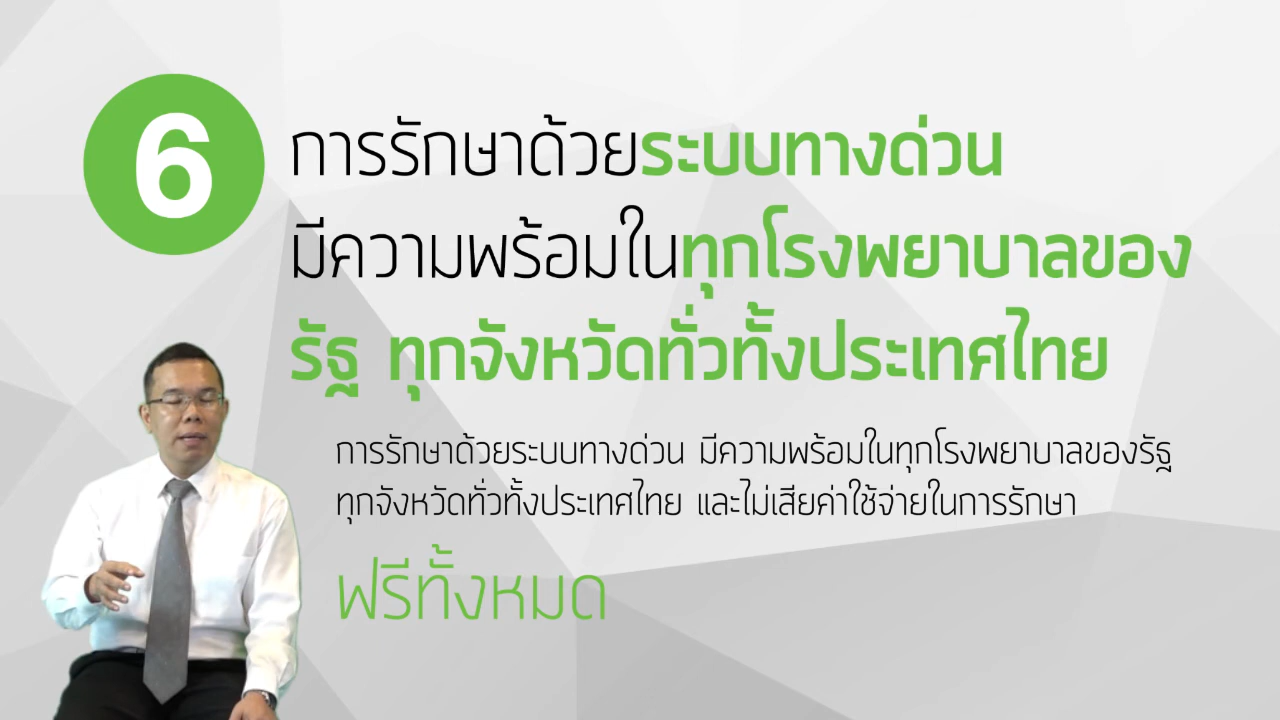 6
การรักษาด้วยระบบทางด่วน
มีความพร้อมในทุกโรงพยาบาลของ
รัฐ ทุกจังหวัดทั่วทั้งประเทศไทย
การรักษาด้วยระบบทางด่วน มีความพร้อมในทุกโรงพยาบาลของรัฐ
ทุกจังหวัดทั่วทั้งประเทศไทย และไม่เสียค่าใช้จ่ายในการรักษา
ฟรีทั้งหมด